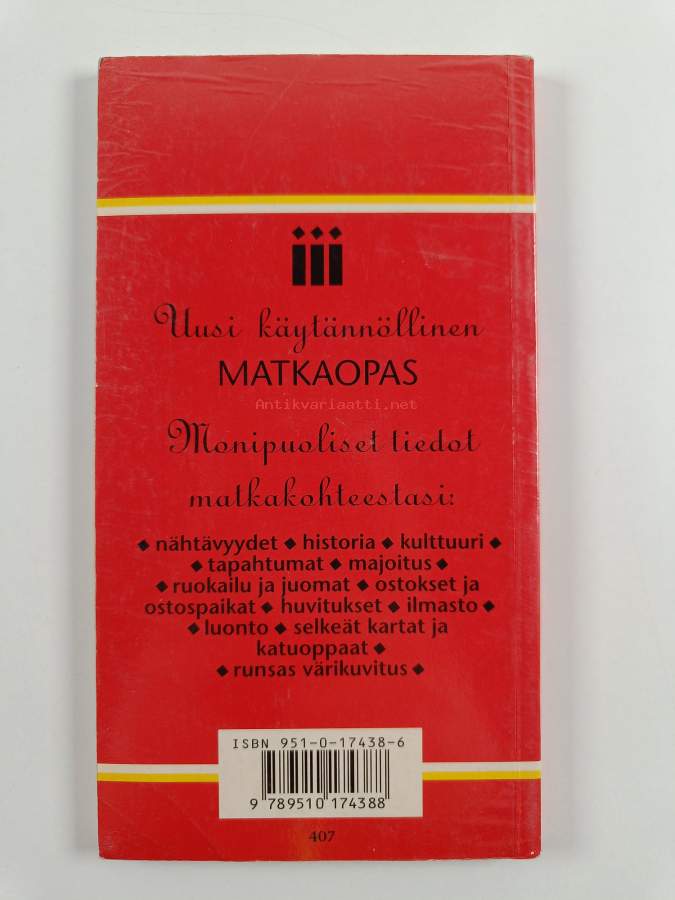 iii
Uusi käytännöllinen
MATKAOPAS
Antikvariaatti.net
Monipuoliset tiedot
matkakohteestasi:
◆ nähtävyydet ◆ historia ◆ kulttuuri ◆
◆ tapahtumat ◆ majoitus ◆
◆ ruokailu ja juomat ◆ ostokset ja
ostospaikat ◆ huvitukset ◆ ilmasto ◆
◆ luonto ◆ selkeät kartat ja
katuoppaat ◆
◆ runsas värikuvitus ◆
ISBN 951-0-17438-6
9 789510 174388
407